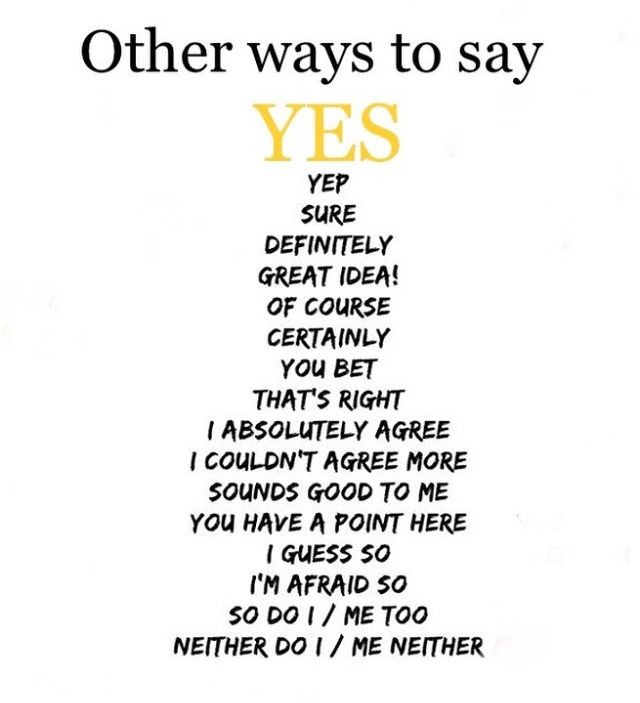 Other ways to say
YES
YEP
SURE
DEFINITELY
GREAT IDEA!
OF COURSE
CERTAINLY
YOU BET
THAT'S RIGHT
I ABSOLUTELY AGREE
I COULDN'T AGREE MORE
SOUNDS GOOD TO ME
YOU HAVE A POINT HERE
I GUESS SO
I'M AFRAID SO
SO DO I / ME TOO
NEITHER DO I / ME NEITHER